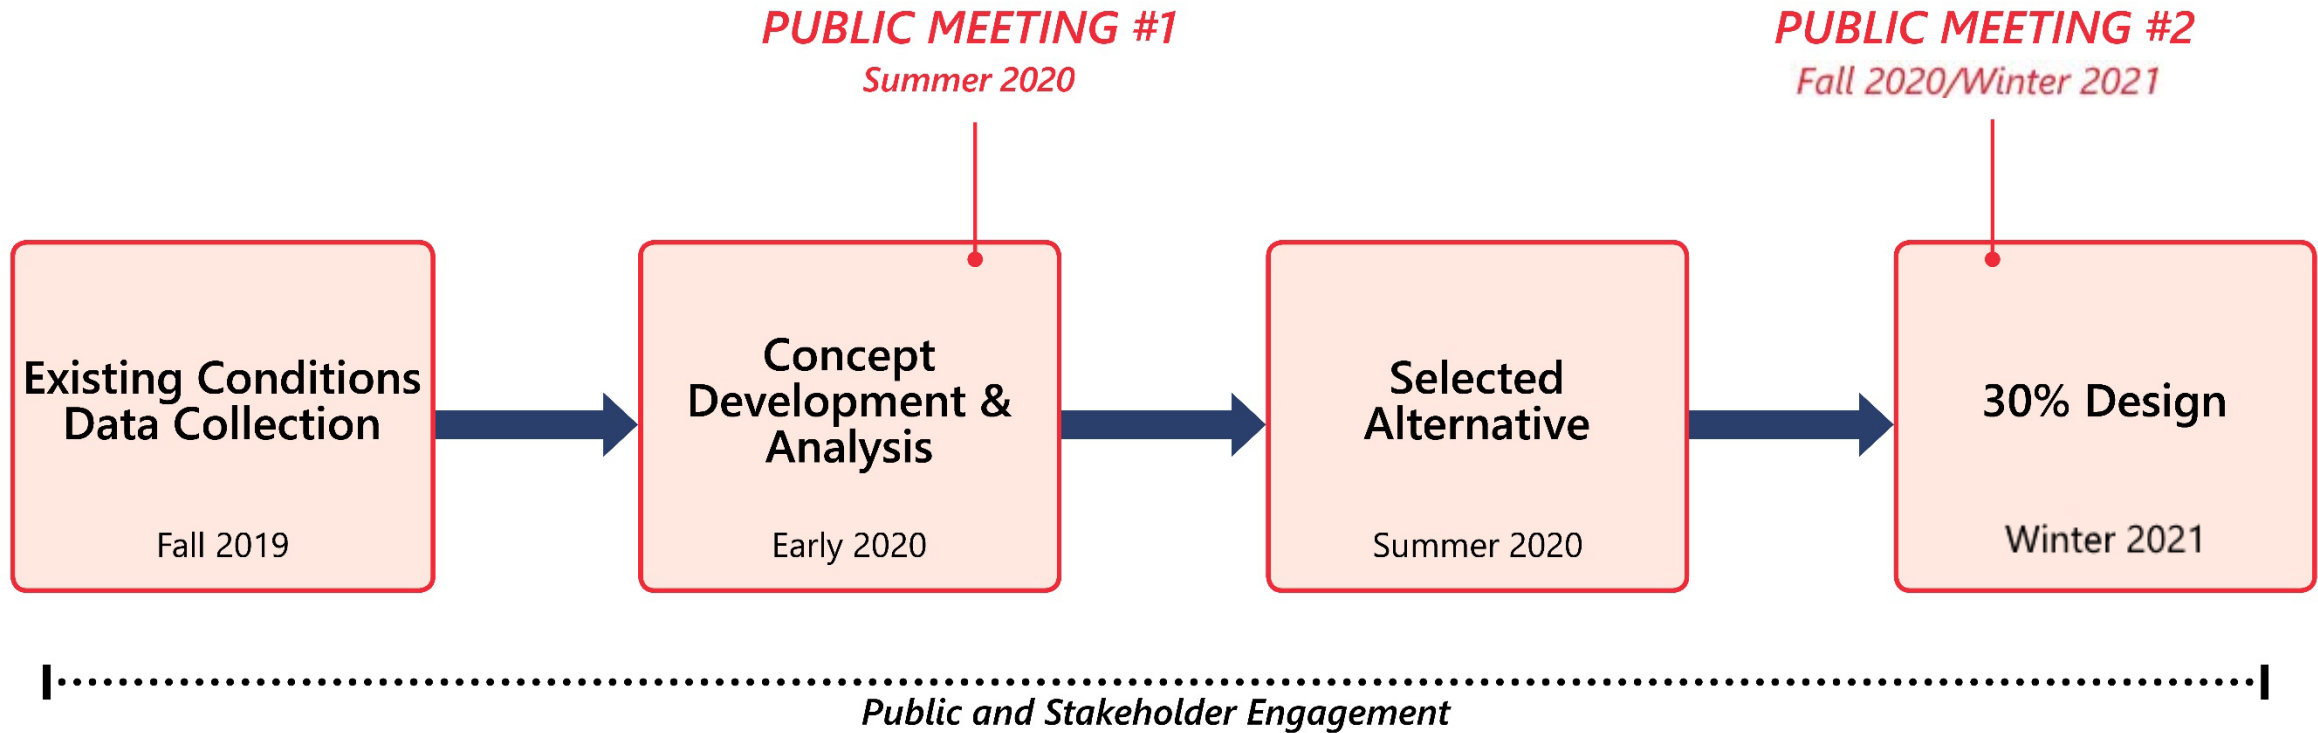 PUBLIC MEETING #1
Summer 2020
PUBLIC MEETING #2
Fall 2020/Winter 2021
Existing Conditions
Data Collection
Fall 2019
Concept
Development &
Analysis
Early 2020
Selected
Alternative
Summer 2020
30% Design
Winter 2021
Public and Stakeholder Engagement